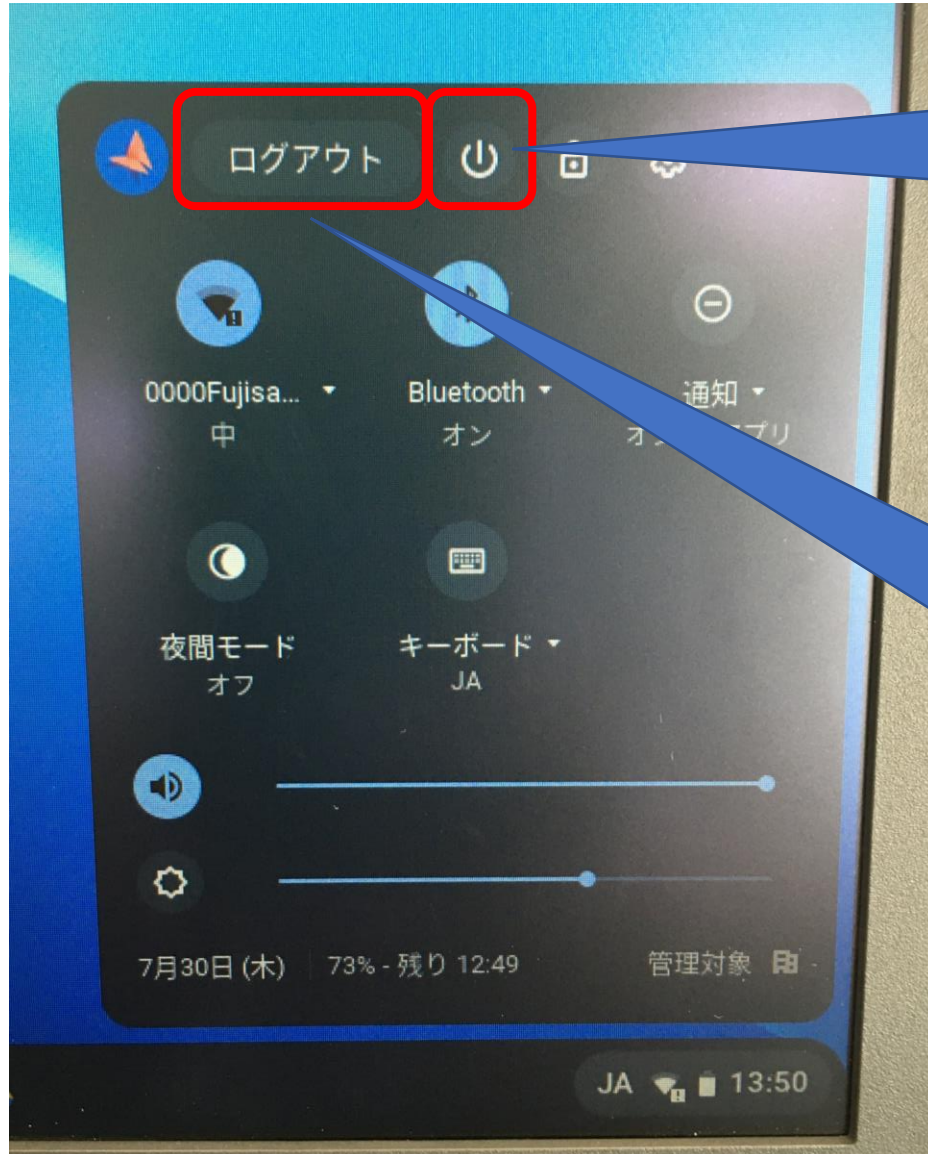 ログアウト
0000Fujisa... Bluetooth 通知
中 オン
夜間モード キーボード
オフ JA
7月30日 (木) 73% - 残り 12:49 管理対象
JA 13:50